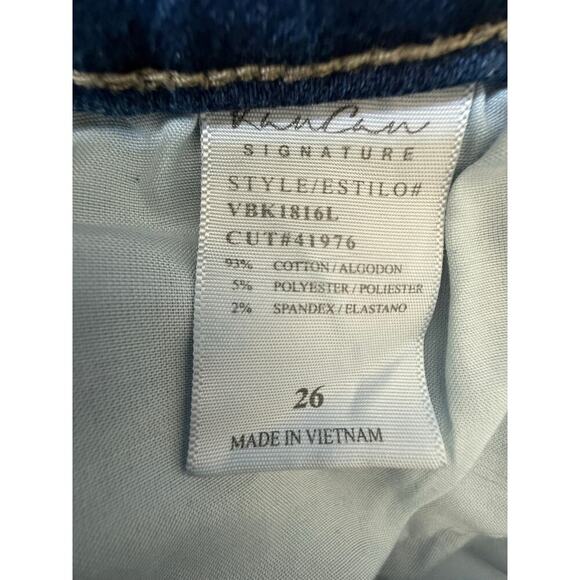 KanCan
SIGNATURE
STYLE/ESTILO#
VBK1816L
CUT#41976
93% COTTON/ALGODON
5% POLYESTER/POLIESTER
2% SPANDEX/ELASTANO
26
MADE IN VIETNAM